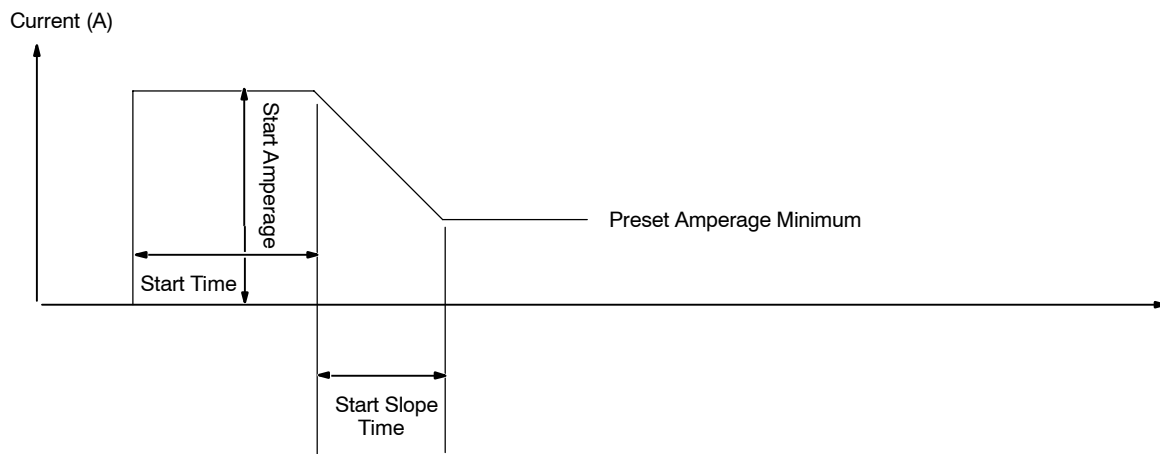 Current (A)
Start Amperage
Preset Amperage Minimum
Start Time
Start Slope
Time